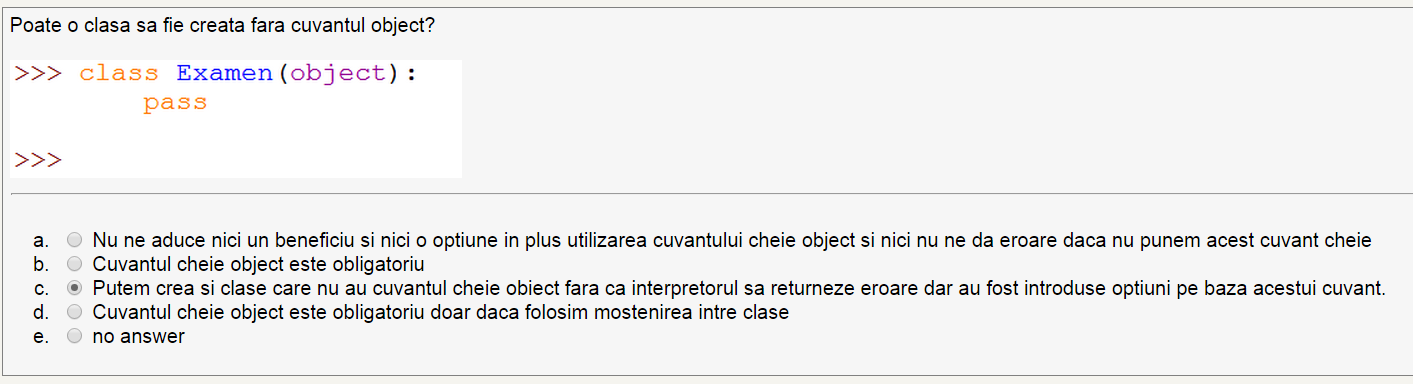 Poate o clasa sa fie creata fara cuvantul object?
>>> class Examen(object):
        pass
>>>
a. Nu ne aduce nici un beneficiu si nici o optiune in plus utilizarea cuvantului cheie object si nici nu ne da eroare daca nu punem acest cuvant cheie
b. Cuvantul cheie object este obligatoriu
c. Putem crea si clase care nu au cuvantul cheie obiect fara ca interpretorul sa returneze eroare dar au fost introduse optiuni pe baza acestui cuvant.
d. Cuvantul cheie object este obligatoriu doar daca folosim mostenirea intre clase
e. no answer